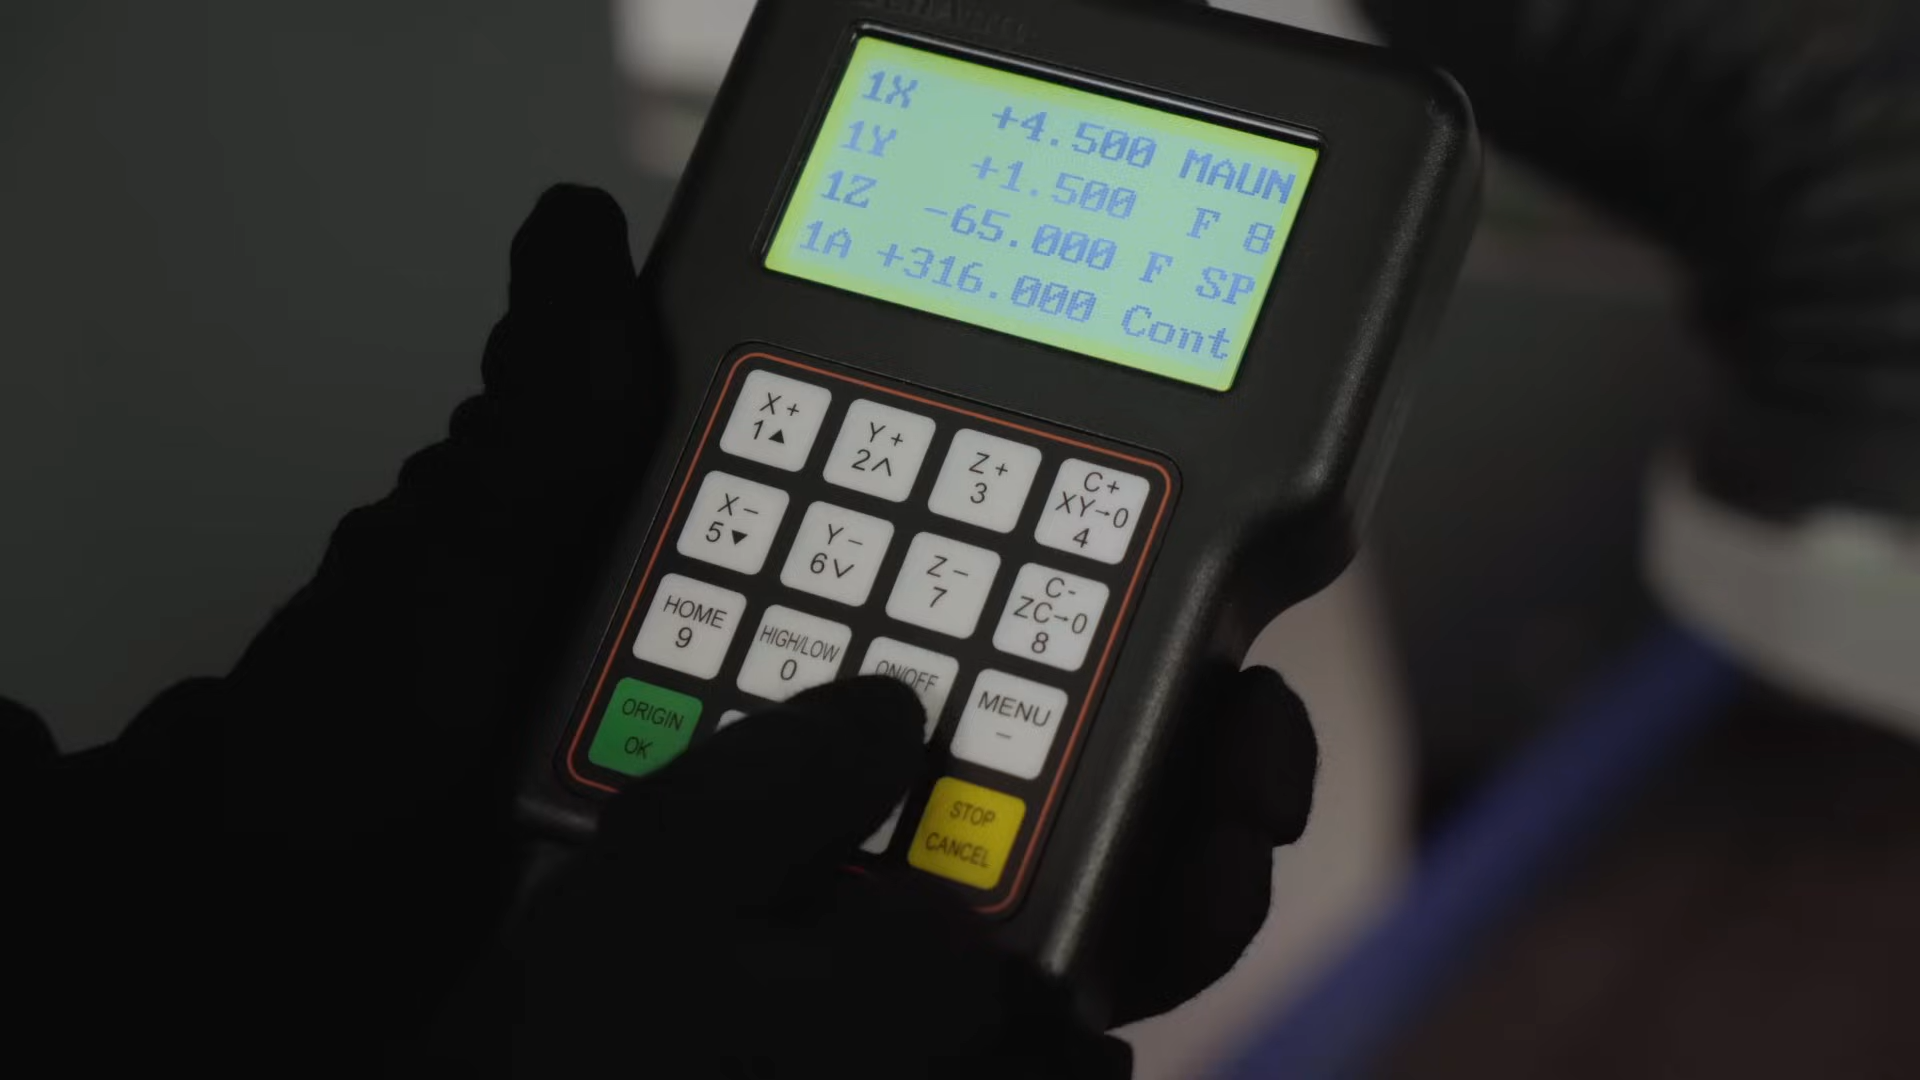 1X +4.500 MAUN
1Y +1.500 F 8
1Z -65.000 F SP
1A +316.000 Cont
X+
1▲
Y+
2∧
Z+
3
C+
XY→0
4
X−
5▼
Y−
6∨
Z−
7
C-
ZC→0
8
HOME
9
HIGH/LOW
0
ON/OFF
MENU
−
ORIGIN
OK
STOP
CANCEL